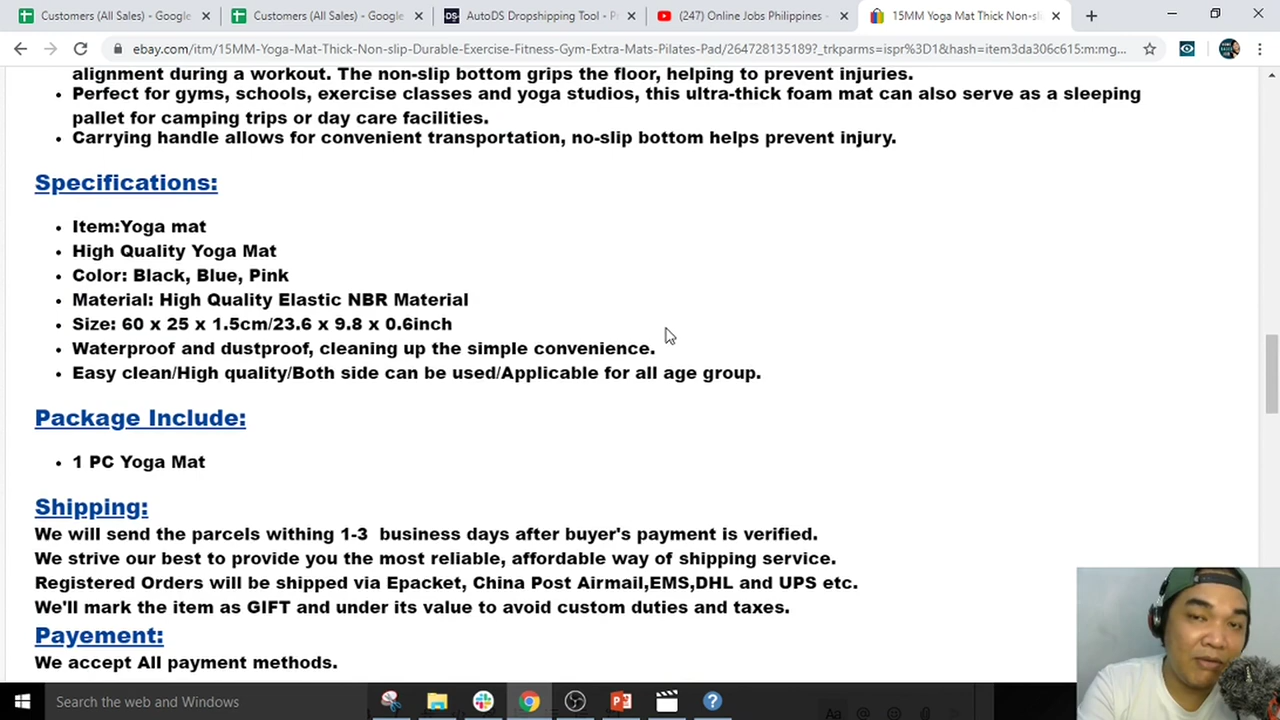 Customers (All Sales) - Google
Customers (All Sales) - Google
DS
AutoDS Dropshipping Tool - Pr
(247) Online Jobs Philippines -
15MM Yoga Mat Thick Non-sli
ebay.com/itm/15MM-Yoga-Mat-Thick-Non-slip-Durable-Exercise-Fitness-Gym-Extra-Mats-Pilates-Pad/264728135189?_trkparms=ispr%3D1&hash=item3da306c615:m:mg...
alignment during a workout. The non-slip bottom grips the floor, helping to prevent injuries.
• Perfect for gyms, schools, exercise classes and yoga studios, this ultra-thick foam mat can also serve as a sleeping
pallet for camping trips or day care facilities.
• Carrying handle allows for convenient transportation, no-slip bottom helps prevent injury.
Specifications:
• Item:Yoga mat
• High Quality Yoga Mat
• Color: Black, Blue, Pink
• Material: High Quality Elastic NBR Material
• Size: 60 x 25 x 1.5cm/23.6 x 9.8 x 0.6inch
• Waterproof and dustproof, cleaning up the simple convenience.
• Easy clean/High quality/Both side can be used/Applicable for all age group.
Package Include:
• 1 PC Yoga Mat
Shipping:
We will send the parcels withing 1-3 business days after buyer's payment is verified.
We strive our best to provide you the most reliable, affordable way of shipping service.
Registered Orders will be shipped via Epacket, China Post Airmail,EMS,DHL and UPS etc.
We'll mark the item as GIFT and under its value to avoid custom duties and taxes.
Payement:
We accept All payment methods.
Search the web and Windows
Aa